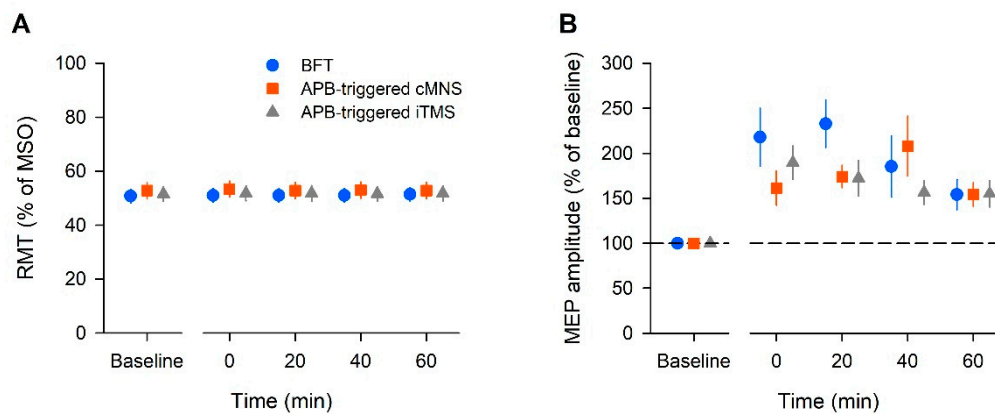 A
RMT (% of MSO)
100
80
60
40
20
0
BFT
APB-triggered cMNS
APB-triggered iTMS
Baseline 0 20 40 60
Time (min)
B
MEP amplitude (% of baseline)
300
250
200
150
100
50
0
Baseline 0 20 40 60
Time (min)